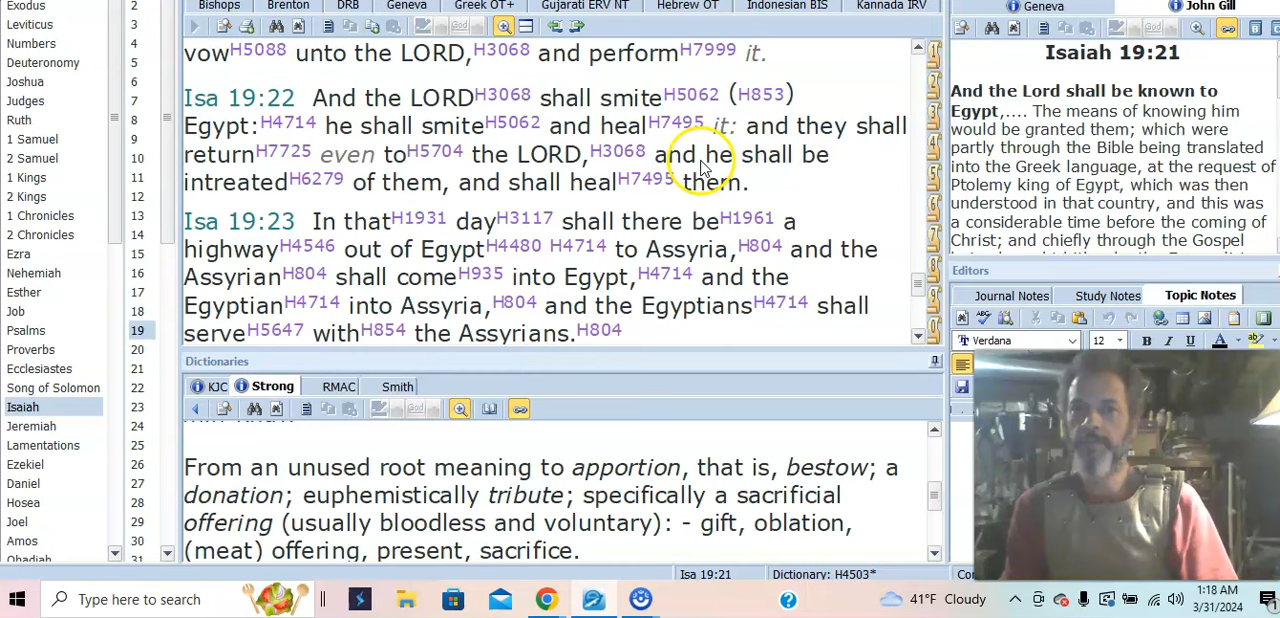 Exodus
Leviticus
Numbers
Deuteronomy
Joshua
Judges
Ruth
1 Samuel
2 Samuel
1 Kings
2 Kings
1 Chronicles
2 Chronicles
Ezra
Nehemiah
Esther
Job
Psalms
Proverbs
Ecclesiastes
Song of Solomon
Isaiah
Jeremiah
Lamentations
Ezekiel
Daniel
Hosea
Joel
Amos
Obadiah
2
3
4
5
6
7
8
9
10
11
12
13
14
15
16
17
18
19
20
21
22
23
24
25
26
27
28
29
30
31
Bishops Brenton DRB Geneva Greek OT+ Gujarati ERV NT Hebrew OT Indonesian BIS Kannada IRV
vowH5088 unto the LORD,H3068 and performH7999 it.
Isa 19:22 And the LORDH3068 shall smiteH5062 (H853)
Egypt:H4714 he shall smiteH5062 and healH7495 it: and they shall
returnH7725 even toH5704 the LORD,H3068 and he shall be
intreatedH6279 of them, and shall healH7495 them.
Isa 19:23 In thatH1931 dayH3117 shall there beH1961 a
highwayH4546 out of EgyptH4480 H4714 to Assyria,H804 and the
AssyrianH804 shall comeH935 into Egypt,H4714 and the
EgyptianH4714 into Assyria,H804 and the EgyptiansH4714 shall
serveH5647 withH854 the Assyrians.H804
Dictionaries
KJC Strong RMAC Smith
From an unused root meaning to apportion, that is, bestow; a
donation; euphemistically tribute; specifically a sacrificial
offering (usually bloodless and voluntary): - gift, oblation,
(meat) offering, present, sacrifice.
Isa 19:21 Dictionary: H4503*
Geneva John Gill
Isaiah 19:21
And the Lord shall be known to
Egypt,.... The means of knowing him
would be granted them; which were
partly through the Bible being translated
into the Greek language, at the request of
Ptolemy king of Egypt, which was then
understood in that country, and this was
a considerable time before the coming of
Christ; and chiefly through the Gospel
Editors
Journal Notes Study Notes Topic Notes
Verdana 12 B I U A ab
Type here to search
41°F Cloudy
1:18 AM
3/31/2024